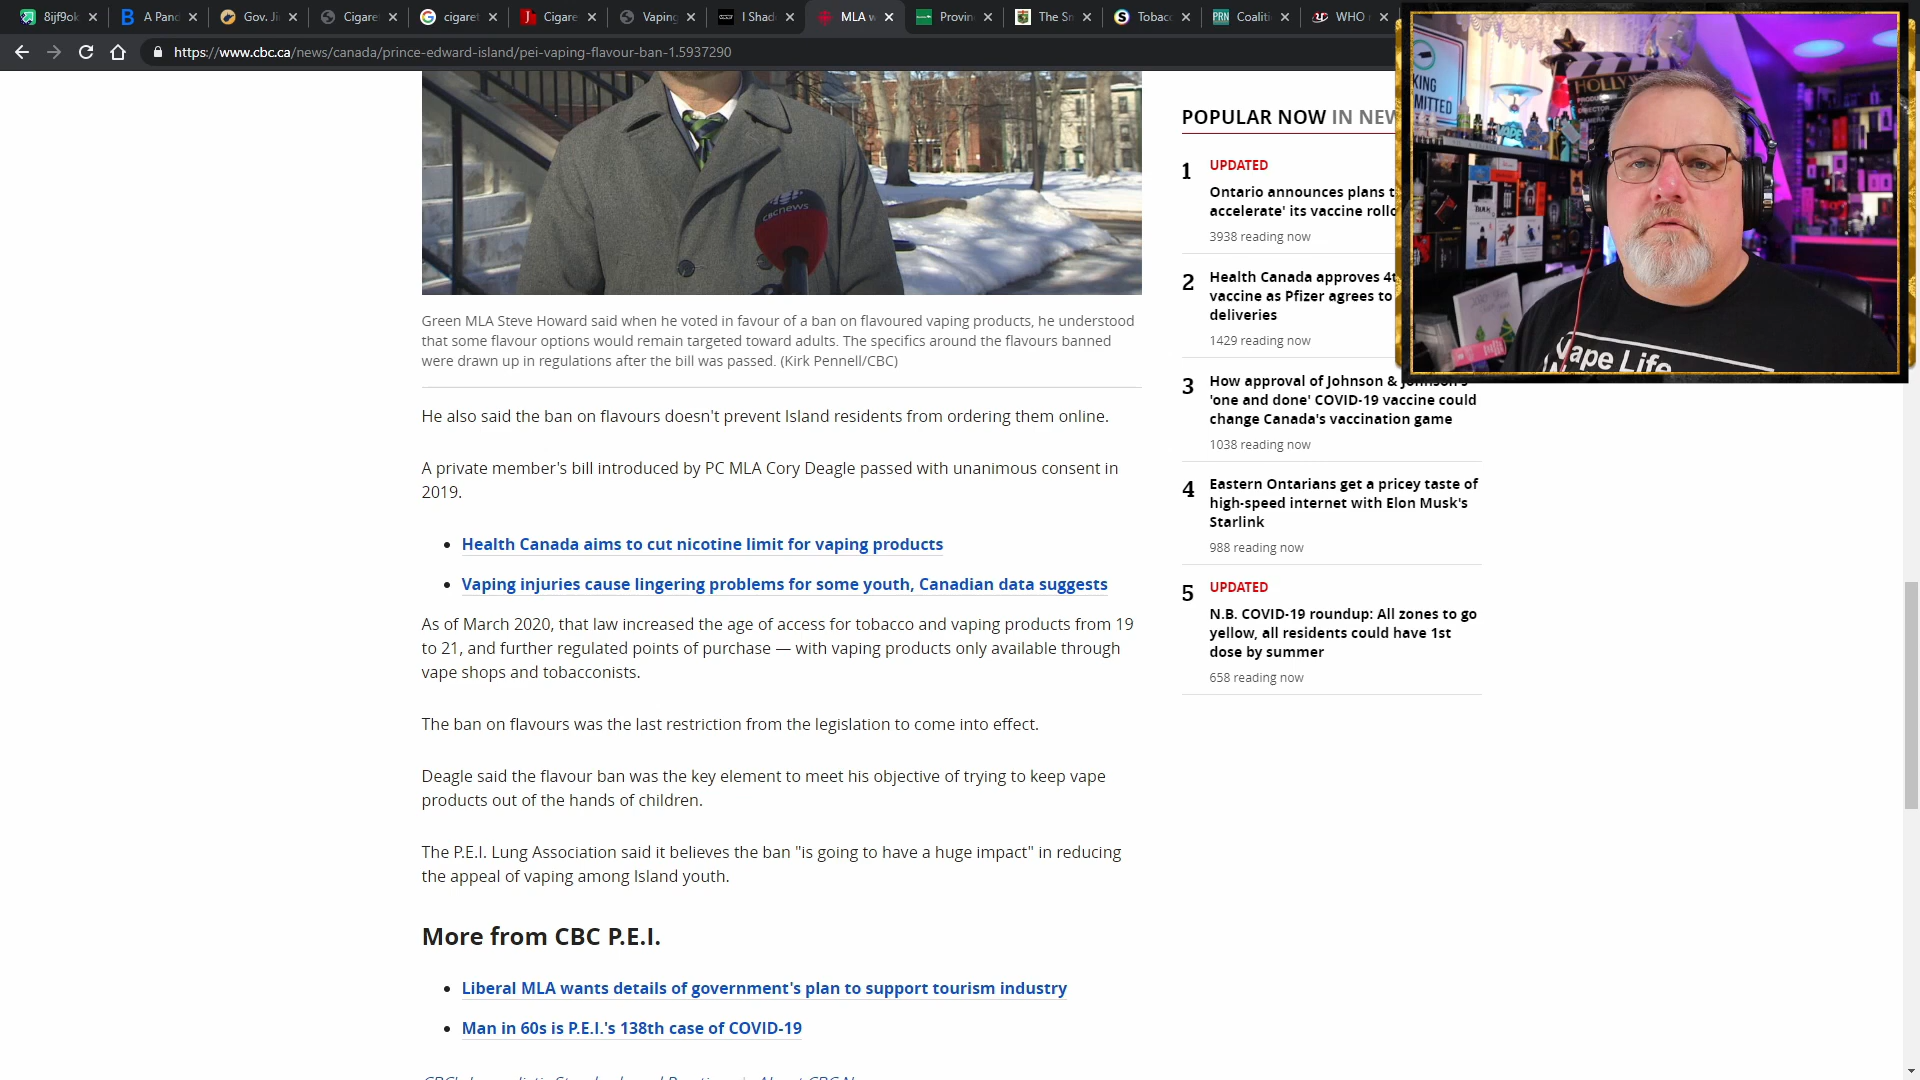 8ijf9ok
A Pand
Gov. Ji
Cigare
cigaret
Cigare
Vaping
I Shad
MLA w
Provin
The Sm
Tobac
Coaliti
WHO
https://www.cbc.ca/news/canada/prince-edward-island/pei-vaping-flavour-ban-1.5937290
cbcnews
Green MLA Steve Howard said when he voted in favour of a ban on flavoured vaping products, he understood
that some flavour options would remain targeted toward adults. The specifics around the flavours banned
were drawn up in regulations after the bill was passed. (Kirk Pennell/CBC)
He also said the ban on flavours doesn't prevent Island residents from ordering them online.
A private member's bill introduced by PC MLA Cory Deagle passed with unanimous consent in
2019.
• Health Canada aims to cut nicotine limit for vaping products
• Vaping injuries cause lingering problems for some youth, Canadian data suggests
As of March 2020, that law increased the age of access for tobacco and vaping products from 19
to 21, and further regulated points of purchase — with vaping products only available through
vape shops and tobacconists.
The ban on flavours was the last restriction from the legislation to come into effect.
Deagle said the flavour ban was the key element to meet his objective of trying to keep vape
products out of the hands of children.
The P.E.I. Lung Association said it believes the ban "is going to have a huge impact" in reducing
the appeal of vaping among Island youth.
More from CBC P.E.I.
• Liberal MLA wants details of government's plan to support tourism industry
• Man in 60s is P.E.I.'s 138th case of COVID-19
POPULAR NOW IN NEW
1 UPDATED
Ontario announces plans t
accelerate' its vaccine rollo
3938 reading now
2 Health Canada approves 4t
vaccine as Pfizer agrees to
deliveries
1429 reading now
3 How approval of Johnson & Johnson's
'one and done' COVID-19 vaccine could
change Canada's vaccination game
1038 reading now
4 Eastern Ontarians get a pricey taste of
high-speed internet with Elon Musk's
Starlink
988 reading now
5 UPDATED
N.B. COVID-19 roundup: All zones to go
yellow, all residents could have 1st
dose by summer
658 reading now
KING
MITTED
HOLLYW
VAPE
Vape Life